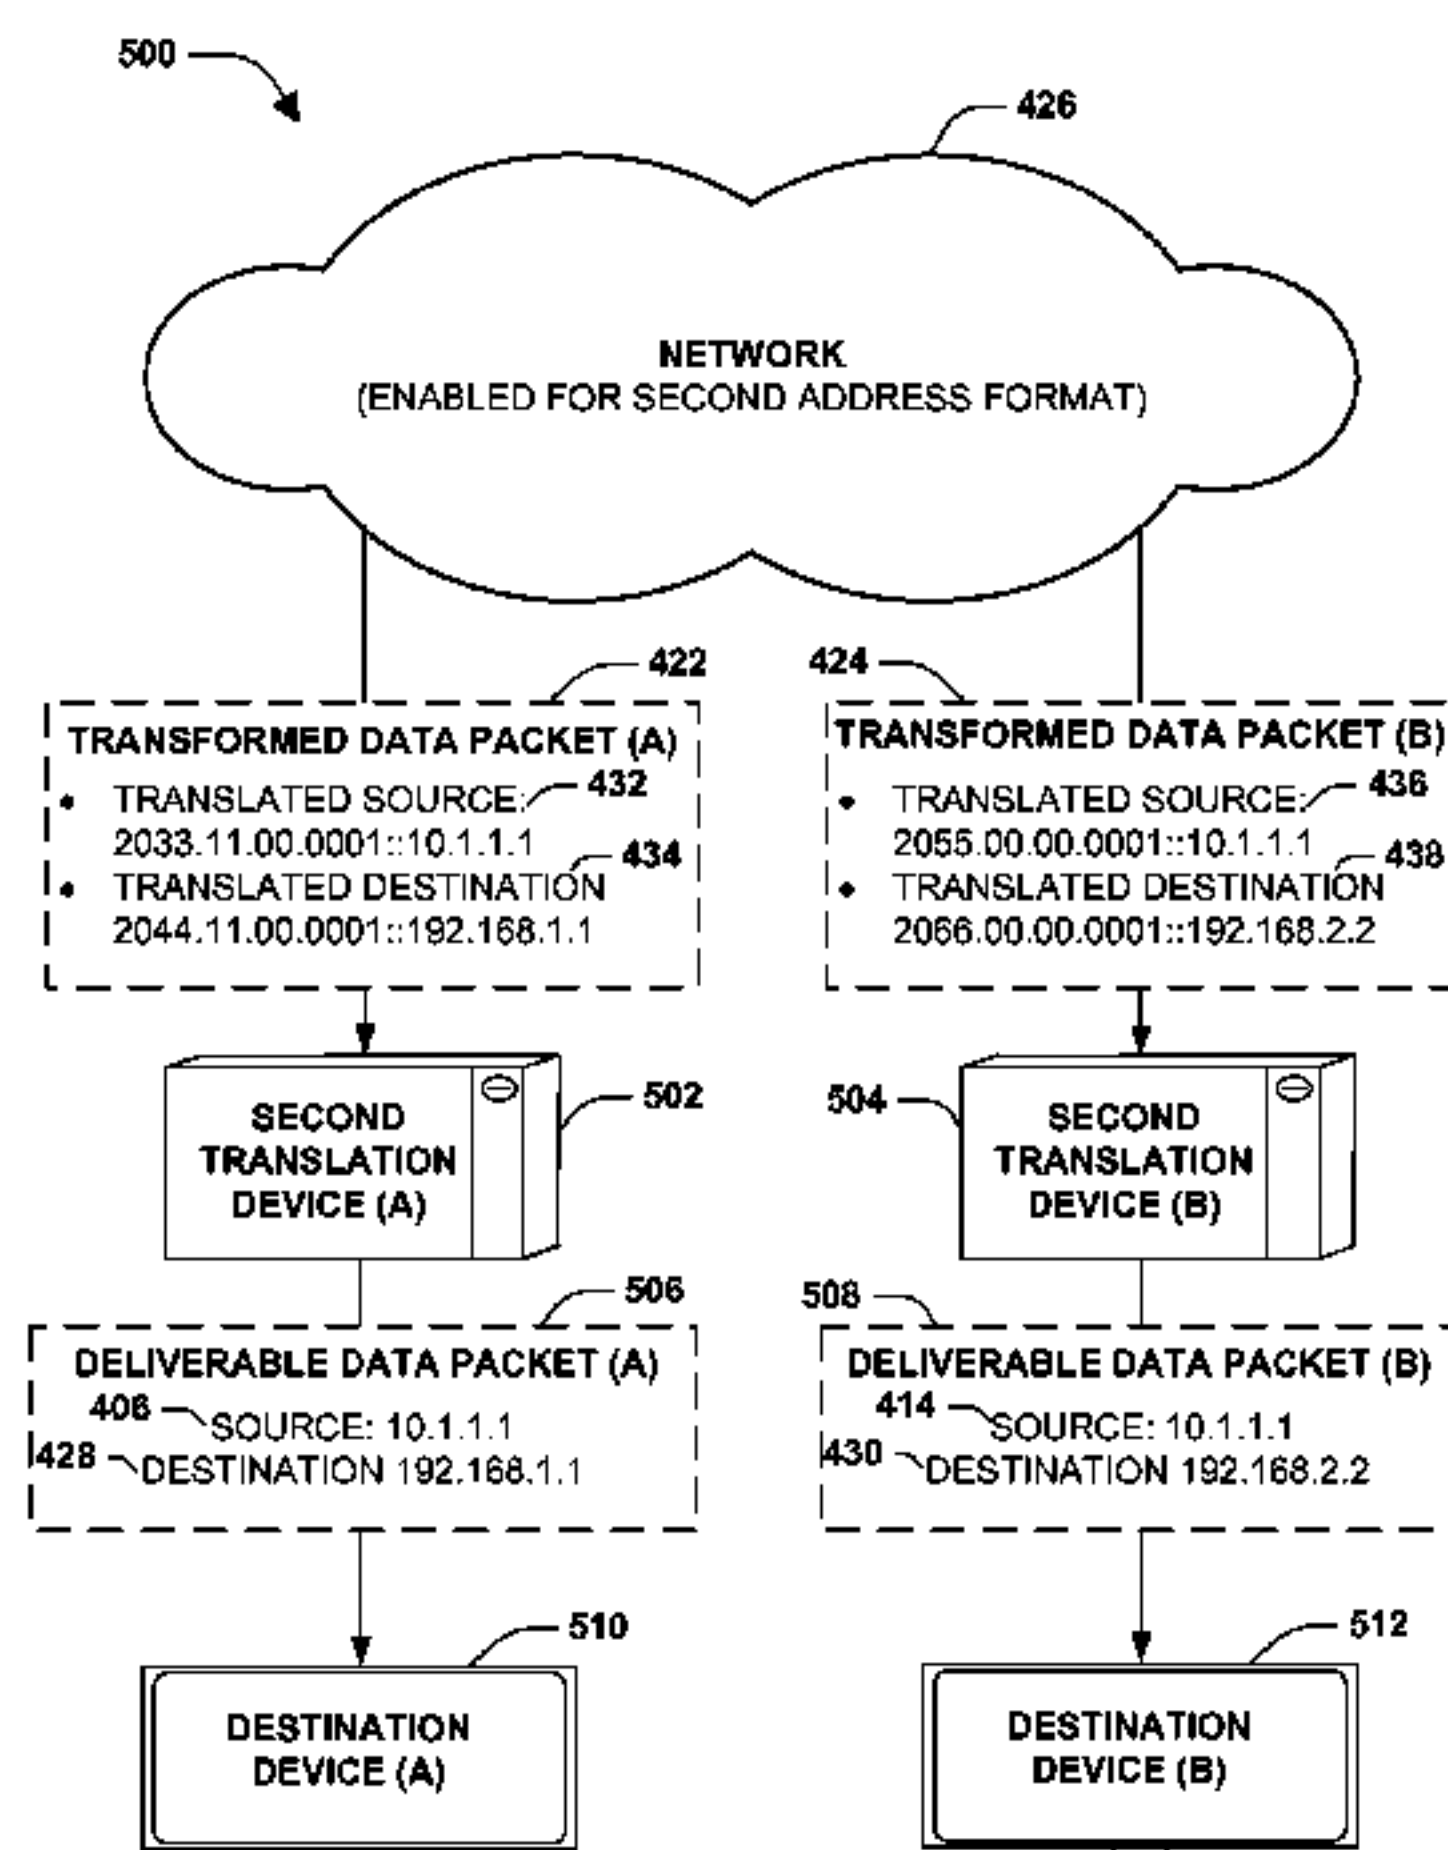 500
426
NETWORK
(ENABLED FOR SECOND ADDRESS FORMAT)
422
TRANSFORMED DATA PACKET (A)
• TRANSLATED SOURCE: 432
2033.11.00.0001::10.1.1.1
434
• TRANSLATED DESTINATION
2044.11.00.0001::192.168.1.1
424
TRANSFORMED DATA PACKET (B)
• TRANSLATED SOURCE: 436
2055.00.00.0001::10.1.1.1
438
• TRANSLATED DESTINATION
2066.00.00.0001::192.168.2.2
SECOND
TRANSLATION
DEVICE (A)
502
504
SECOND
TRANSLATION
DEVICE (B)
506
DELIVERABLE DATA PACKET (A)
406
SOURCE: 10.1.1.1
428
DESTINATION 192.168.1.1
508
DELIVERABLE DATA PACKET (B)
414
SOURCE: 10.1.1.1
430
DESTINATION 192.168.2.2
510
DESTINATION
DEVICE (A)
512
DESTINATION
DEVICE (B)